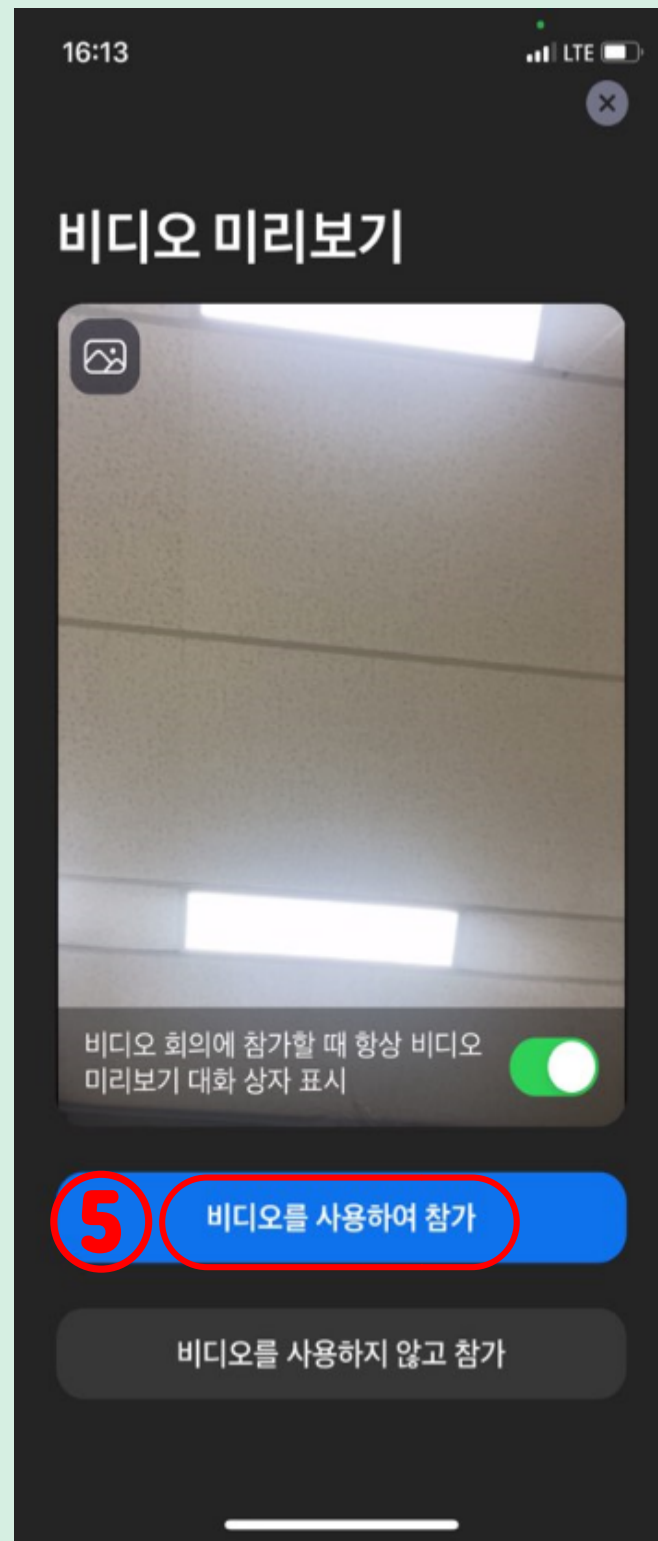 16:13
LTE
비디오 미리보기
비디오 회의에 참가할 때 항상 비디오
미리보기 대화 상자 표시
5 비디오를 사용하여 참가
비디오를 사용하지 않고 참가